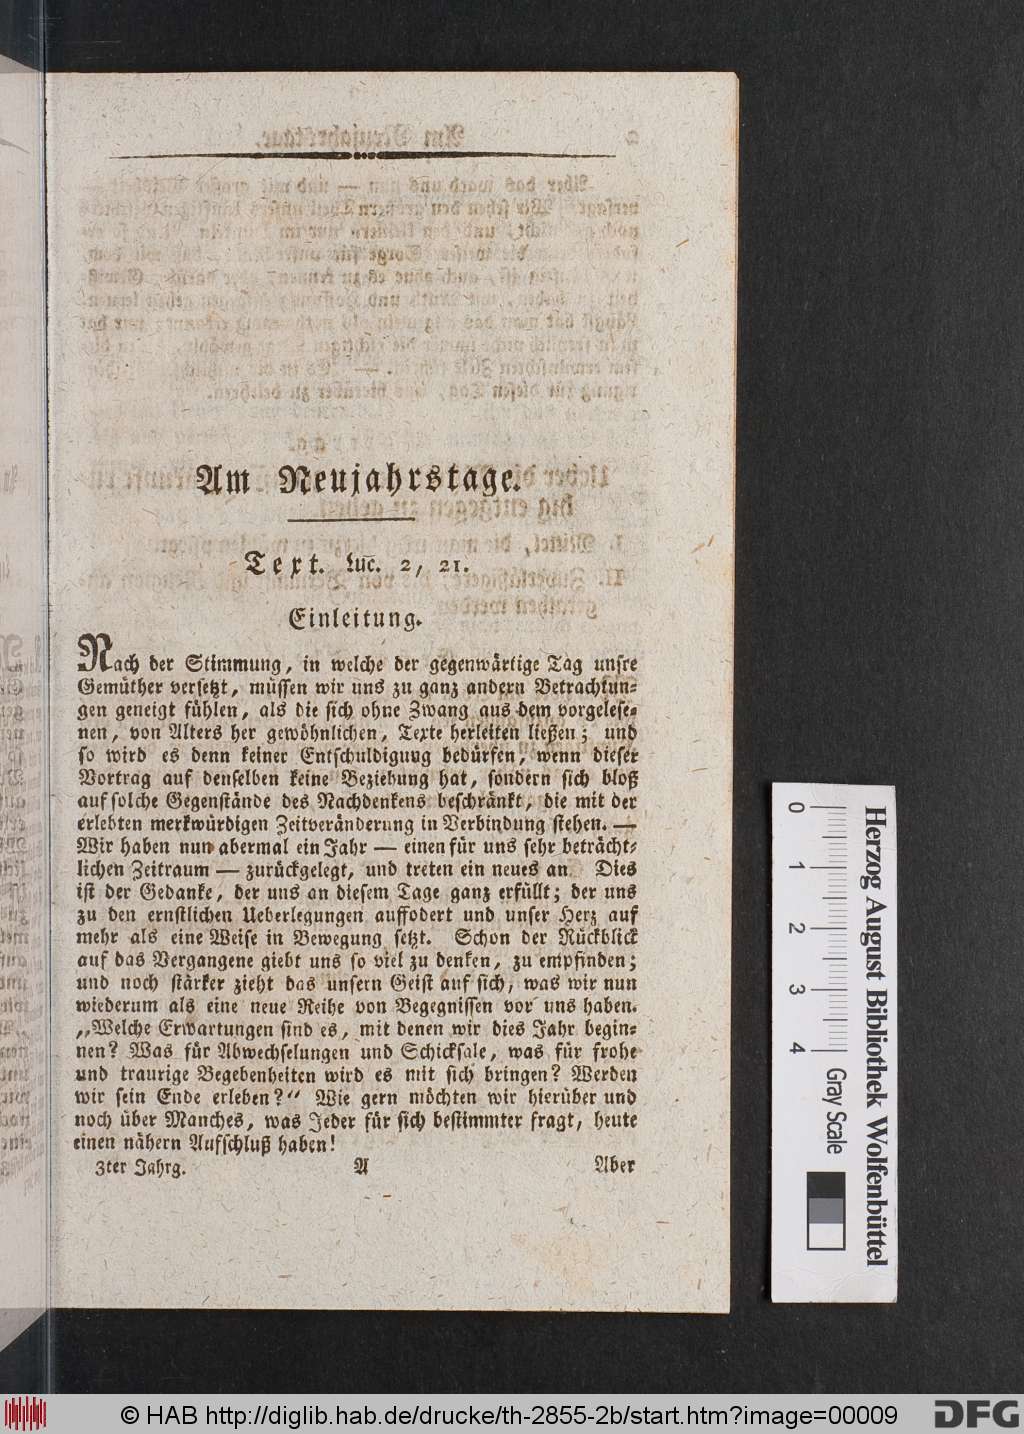 Am Neujahrstage.
Text. Luc. 2, 21.
Einleitung.
Nach der Stimmung, in welche der gegenwärtige Tag unsre
Gemüther versetzt, müssen wir uns zu ganz andern Betrachtun-
gen geneigt fühlen, als die sich ohne Zwang aus dem vorgelese-
nen, von Alters her gewöhnlichen, Texte herleiten ließen; und
so wird es denn keiner Entschuldigung bedürfen, wenn dieser
Vortrag auf denselben keine Beziehung hat, sondern sich bloß
auf solche Gegenstände des Nachdenkens beschränkt, die mit der
erlebten merkwürdigen Zeitveränderung in Verbindung stehen. —
Wir haben nun abermal ein Jahr — einen für uns sehr beträcht-
lichen Zeitraum — zurückgelegt, und treten ein neues an. Dies
ist der Gedanke, der uns an diesem Tage ganz erfüllt; der uns
zu den ernstlichen Ueberlegungen auffodert und unser Herz auf
mehr als eine Weise in Bewegung setzt. Schon der Rückblick
auf das Vergangene giebt uns so viel zu denken, zu empfinden;
und noch stärker zieht das unsern Geist auf sich, was wir nun
wiederum als eine neue Reihe von Begegnissen vor uns haben.
„Welche Erwartungen sind es, mit denen wir dies Jahr begin-
nen? Was für Abwechselungen und Schicksale, was für frohe
und traurige Begebenheiten wird es mit sich bringen? Werden
wir sein Ende erleben?“ Wie gern möchten wir hierüber und
noch über Manches, was Jeder für sich bestimmter fragt, heute
einen nähern Aufschluß haben!
3ter Jahrg. A Aber
0 1 2 3 4 Gray Scale
Herzog August Bibliothek Wolfenbüttel
© HAB http://diglib.hab.de/drucke/th-2855-2b/start.htm?image=00009
DFG